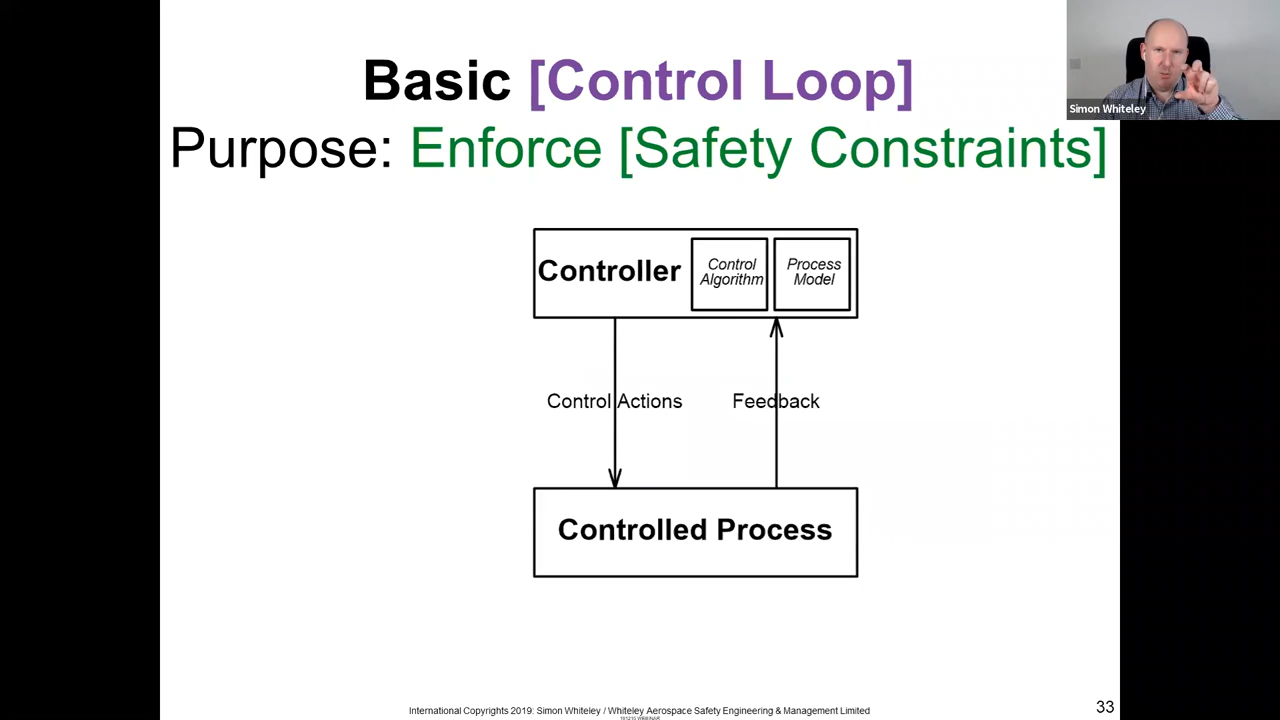 Basic [Control Loop]
Purpose: Enforce [Safety Constraints]
Simon Whiteley
Controller
Control
Algorithm
Process
Model
Control Actions
Feedback
Controlled Process
International Copyrights 2019: Simon Whiteley / Whiteley Aerospace Safety Engineering & Management Limited
33